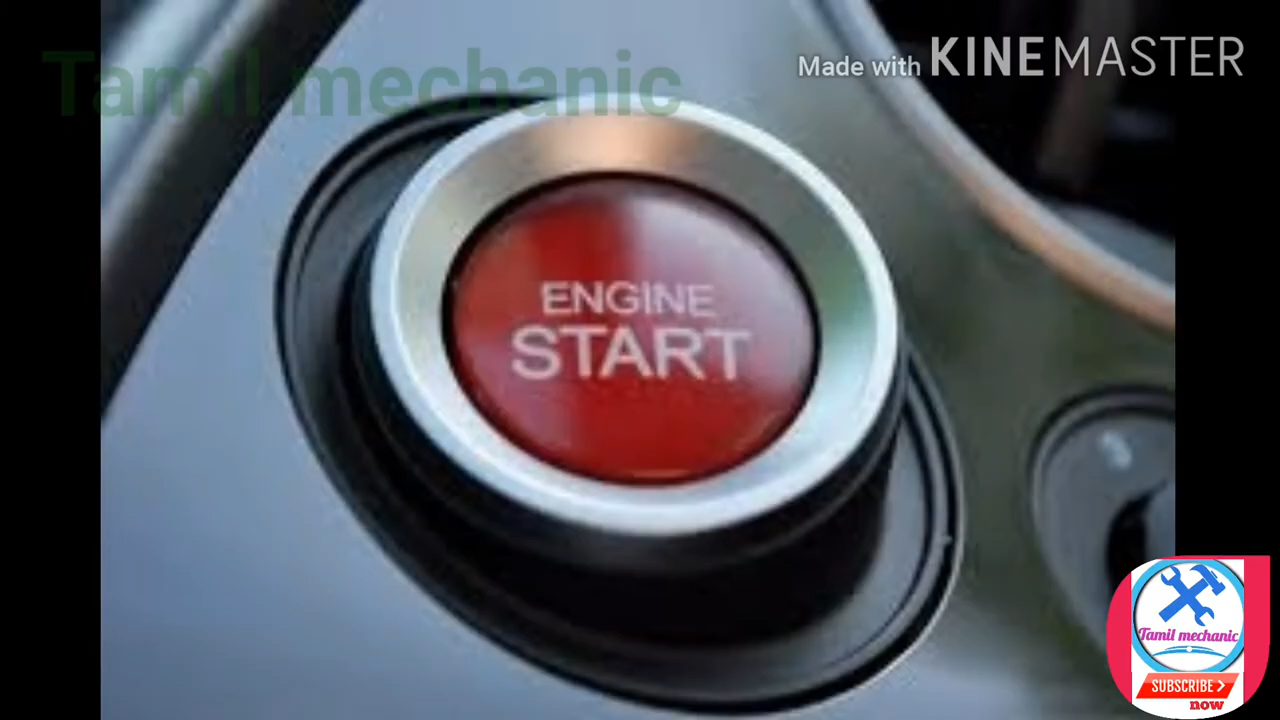 Tamil mechanic
Made with KINEMASTER
ENGINE
START
Tamil mechanic
SUBSCRIBE
now